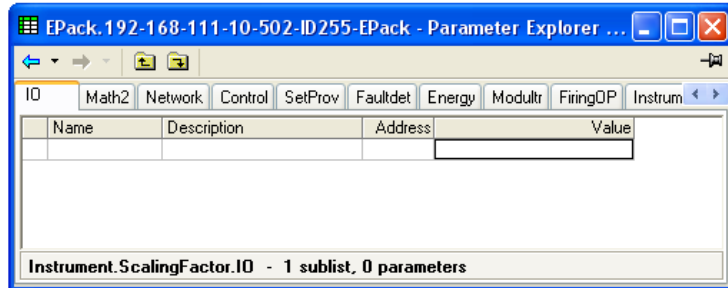 EPack.192-168-111-10-502-ID255-EPack - Parameter Explorer ...
IO Math2 Network Control SetProv Faultdet Energy Modultr FiringOP Instrum
Name Description Address Value
Instrument.ScalingFactor.IO - 1 sublist, 0 parameters